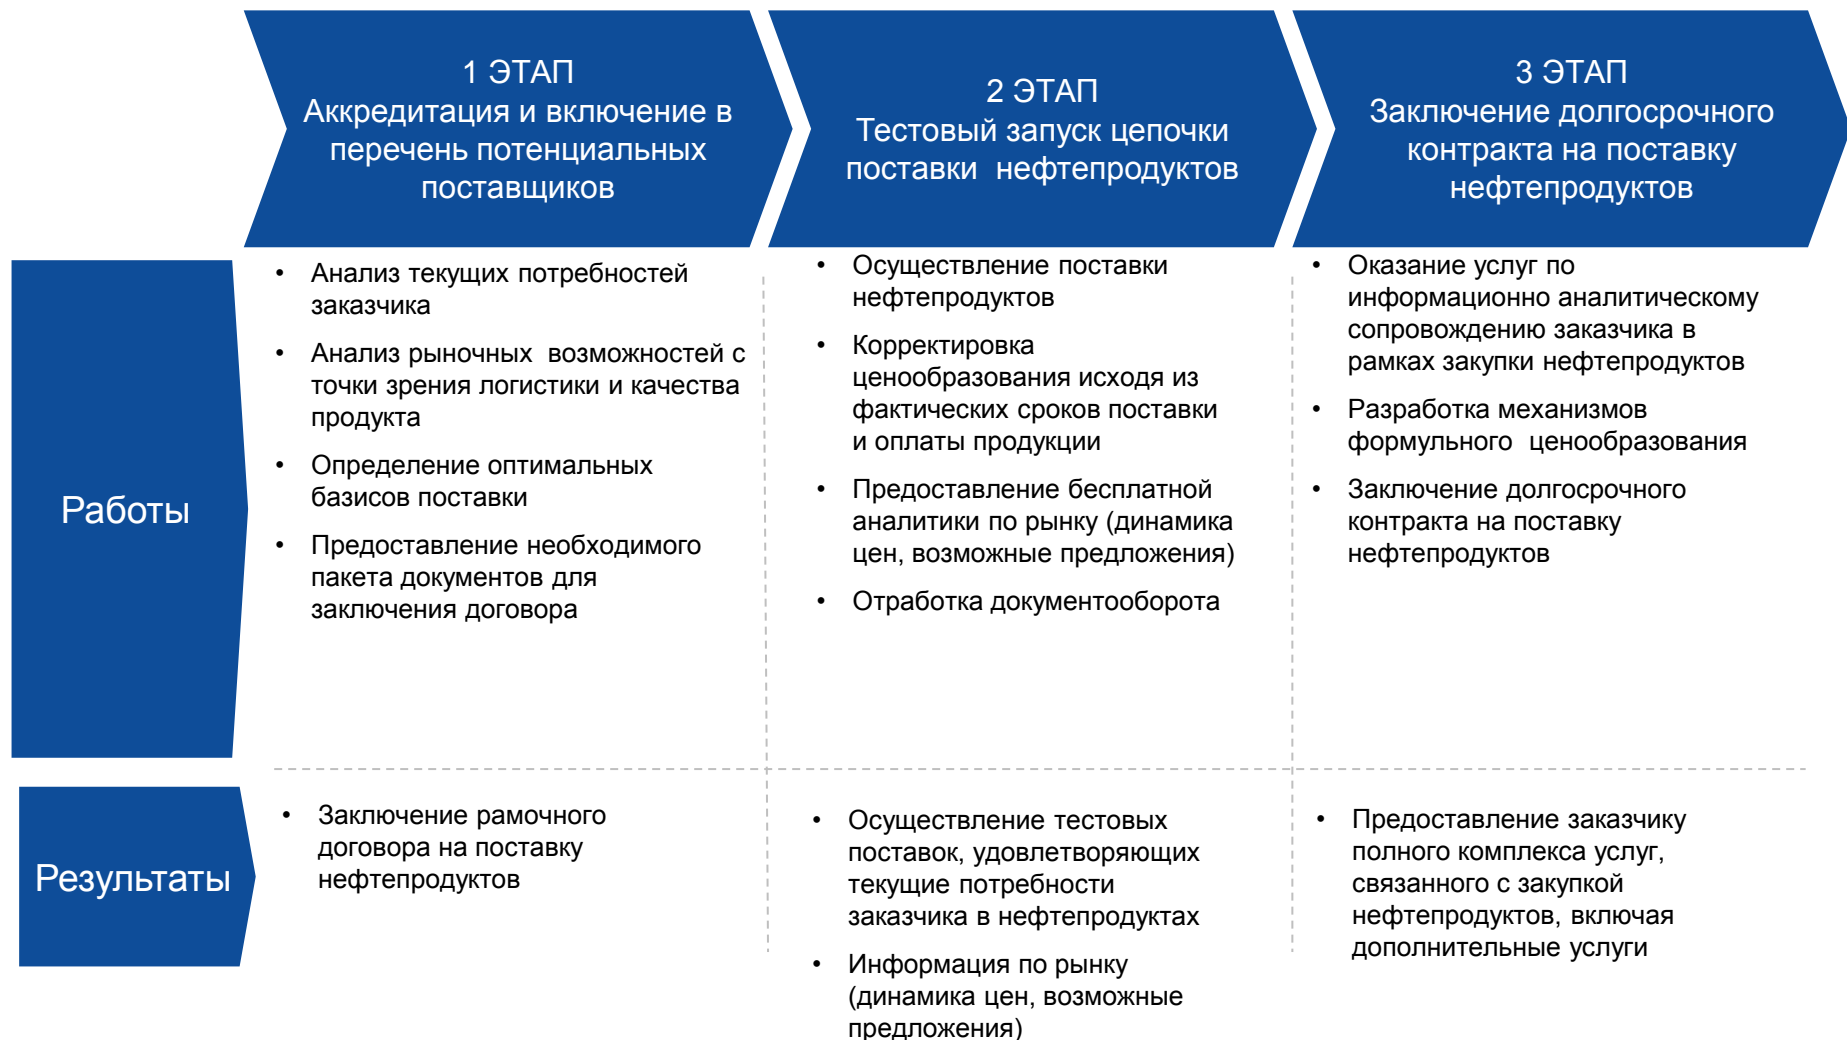 1 ЭТАП
Аккредитация и включение в
перечень потенциальных
поставщиков
2 ЭТАП
Тестовый запуск цепочки
поставки нефтепродуктов
3 ЭТАП
Заключение долгосрочного
контракта на поставку
нефтепродуктов
Работы
• Анализ текущих потребностей
заказчика
• Анализ рыночных возможностей с
точки зрения логистики и качества
продукта
• Определение оптимальных
базисов поставки
• Предоставление необходимого
пакета документов для
заключения договора
• Осуществление поставки
нефтепродуктов
• Корректировка
ценообразования исходя из
фактических сроков поставки
и оплаты продукции
• Предоставление бесплатной
аналитики по рынку (динамика
цен, возможные предложения)
• Отработка документооборота
• Оказание услуг по
информационно аналитическому
сопровождению заказчика в
рамках закупки нефтепродуктов
• Разработка механизмов
формульного ценообразования
• Заключение долгосрочного
контракта на поставку
нефтепродуктов
Результаты
• Заключение рамочного
договора на поставку
нефтепродуктов
• Осуществление тестовых
поставок, удовлетворяющих
текущие потребности
заказчика в нефтепродуктах
• Информация по рынку
(динамика цен, возможные
предложения)
• Предоставление заказчику
полного комплекса услуг,
связанного с закупкой
нефтепродуктов, включая
дополнительные услуги